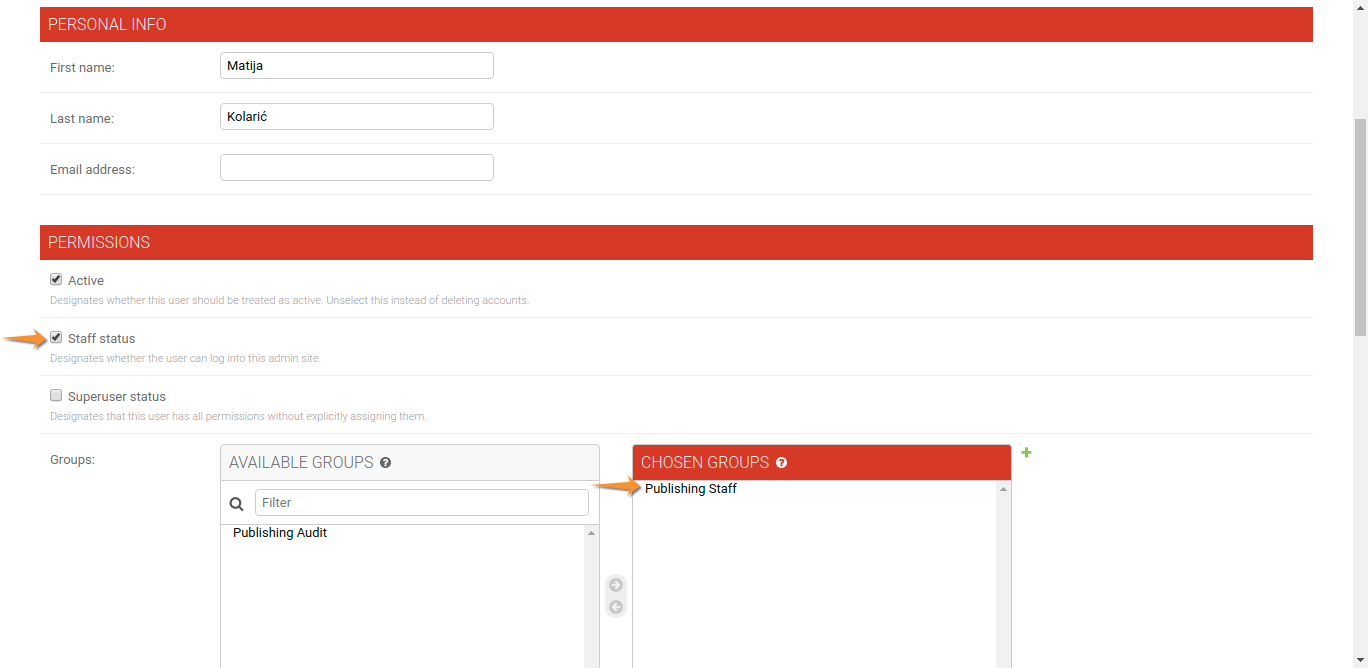 PERSONAL INFO
First name: Matija
Last name: Kolarić
Email address:
PERMISSIONS
Active
Designates whether this user should be treated as active. Unselect this instead of deleting accounts.
Staff status
Designates whether the user can log into this admin site.
Superuser status
Designates that this user has all permissions without explicitly assigning them.
Groups:
AVAILABLE GROUPS ?
Filter
Publishing Audit
CHOSEN GROUPS ?
Publishing Staff